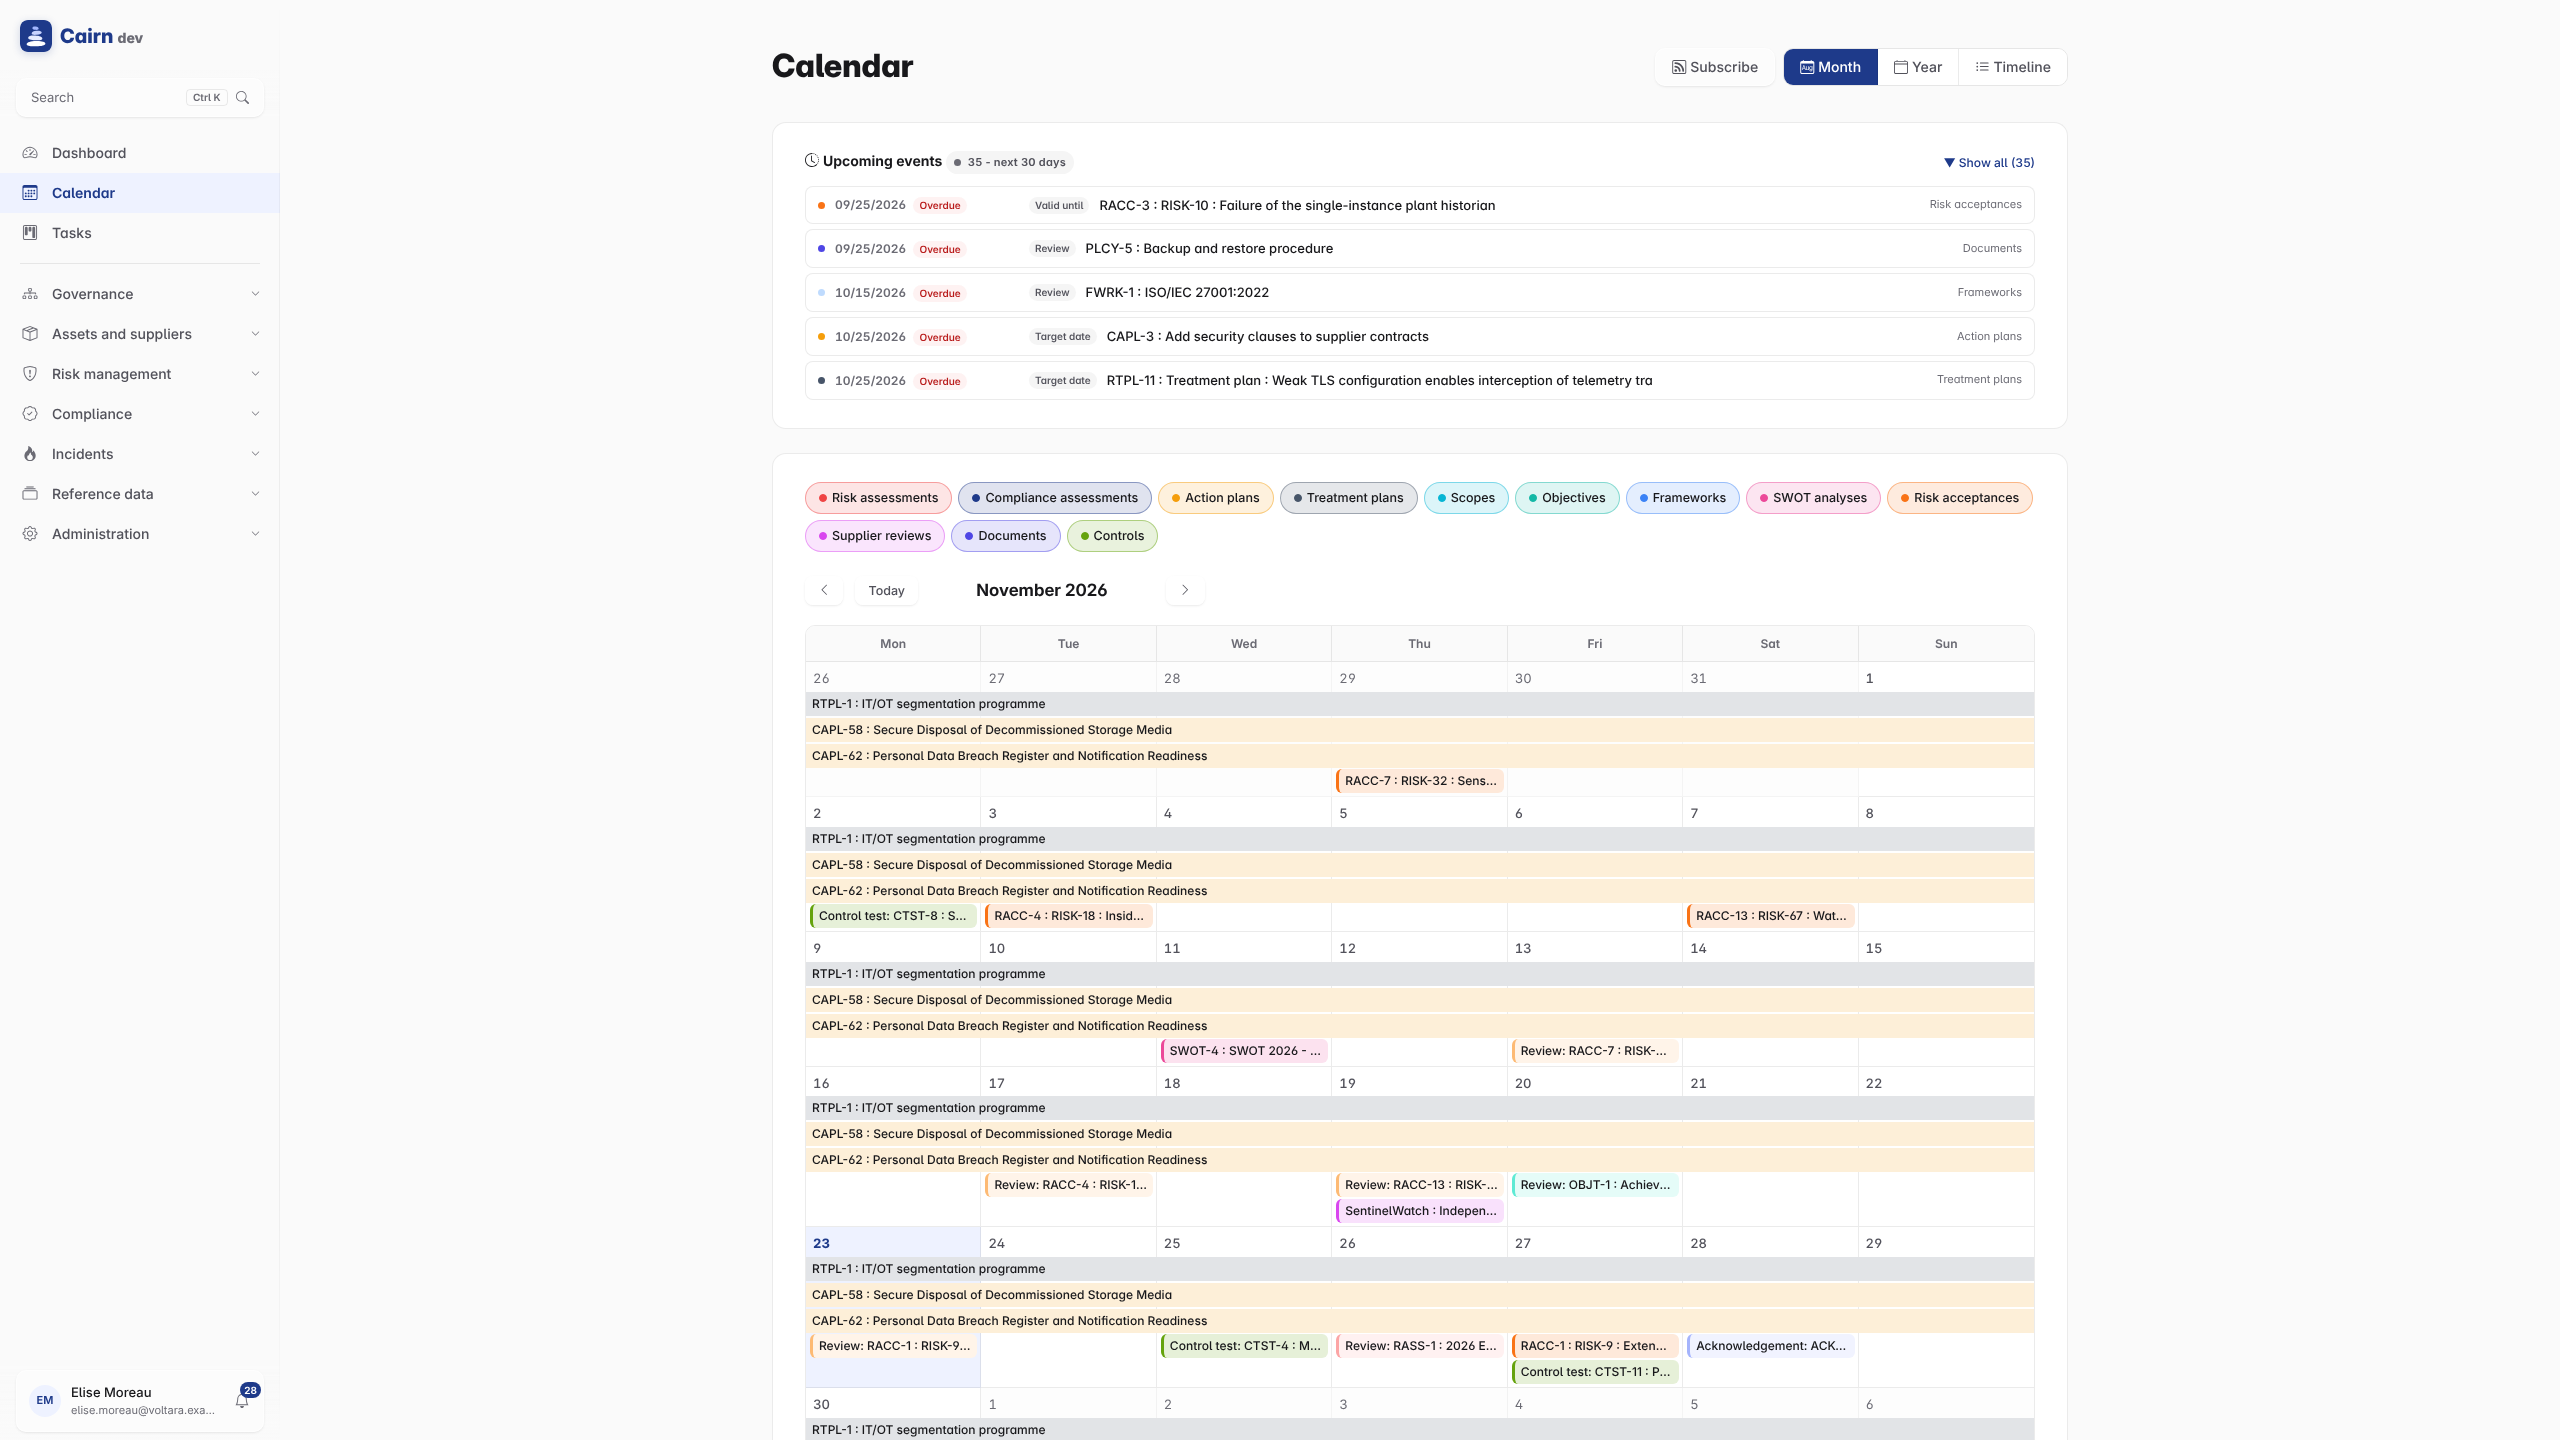 Cairn dev
Search Ctrl K
Dashboard
Calendar
Tasks
Governance
Assets and suppliers
Risk management
Compliance
Incidents
Reference data
Administration
EM Elise Moreau 28
elise.moreau@voltara.exa...
Calendar
Subscribe Month Year Timeline
Upcoming events 35 - next 30 days ▼ Show all (35)
09/25/2026 Overdue Valid until RACC-3 : RISK-10 : Failure of the single-instance plant historian Risk acceptances
09/25/2026 Overdue Review PLCY-5 : Backup and restore procedure Documents
10/15/2026 Overdue Review FWRK-1 : ISO/IEC 27001:2022 Frameworks
10/25/2026 Overdue Target date CAPL-3 : Add security clauses to supplier contracts Action plans
10/25/2026 Overdue Target date RTPL-11 : Treatment plan : Weak TLS configuration enables interception of telemetry tra Treatment plans
Risk assessments Compliance assessments Action plans Treatment plans Scopes Objectives Frameworks SWOT analyses Risk acceptances
Supplier reviews Documents Controls
Today November 2026
Mon Tue Wed Thu Fri Sat Sun
26 27 28 29 30 31 1
RTPL-1 : IT/OT segmentation programme
CAPL-58 : Secure Disposal of Decommissioned Storage Media
CAPL-62 : Personal Data Breach Register and Notification Readiness
RACC-7 : RISK-32 : Sens...
2 3 4 5 6 7 8
RTPL-1 : IT/OT segmentation programme
CAPL-58 : Secure Disposal of Decommissioned Storage Media
CAPL-62 : Personal Data Breach Register and Notification Readiness
Control test: CTST-8 : S... RACC-4 : RISK-18 : Insid... RACC-13 : RISK-67 : Wat...
9 10 11 12 13 14 15
RTPL-1 : IT/OT segmentation programme
CAPL-58 : Secure Disposal of Decommissioned Storage Media
CAPL-62 : Personal Data Breach Register and Notification Readiness
SWOT-4 : SWOT 2026 - ... Review: RACC-7 : RISK-...
16 17 18 19 20 21 22
RTPL-1 : IT/OT segmentation programme
CAPL-58 : Secure Disposal of Decommissioned Storage Media
CAPL-62 : Personal Data Breach Register and Notification Readiness
Review: RACC-4 : RISK-1... Review: RACC-13 : RISK-... Review: OBJT-1 : Achiev...
SentinelWatch : Indepen...
23 24 25 26 27 28 29
RTPL-1 : IT/OT segmentation programme
CAPL-58 : Secure Disposal of Decommissioned Storage Media
CAPL-62 : Personal Data Breach Register and Notification Readiness
Review: RACC-1 : RISK-9... Control test: CTST-4 : M... Review: RASS-1 : 2026 E... RACC-1 : RISK-9 : Exten... Acknowledgement: ACK...
Control test: CTST-11 : P...
30 1 2 3 4 5 6
RTPL-1 : IT/OT segmentation programme